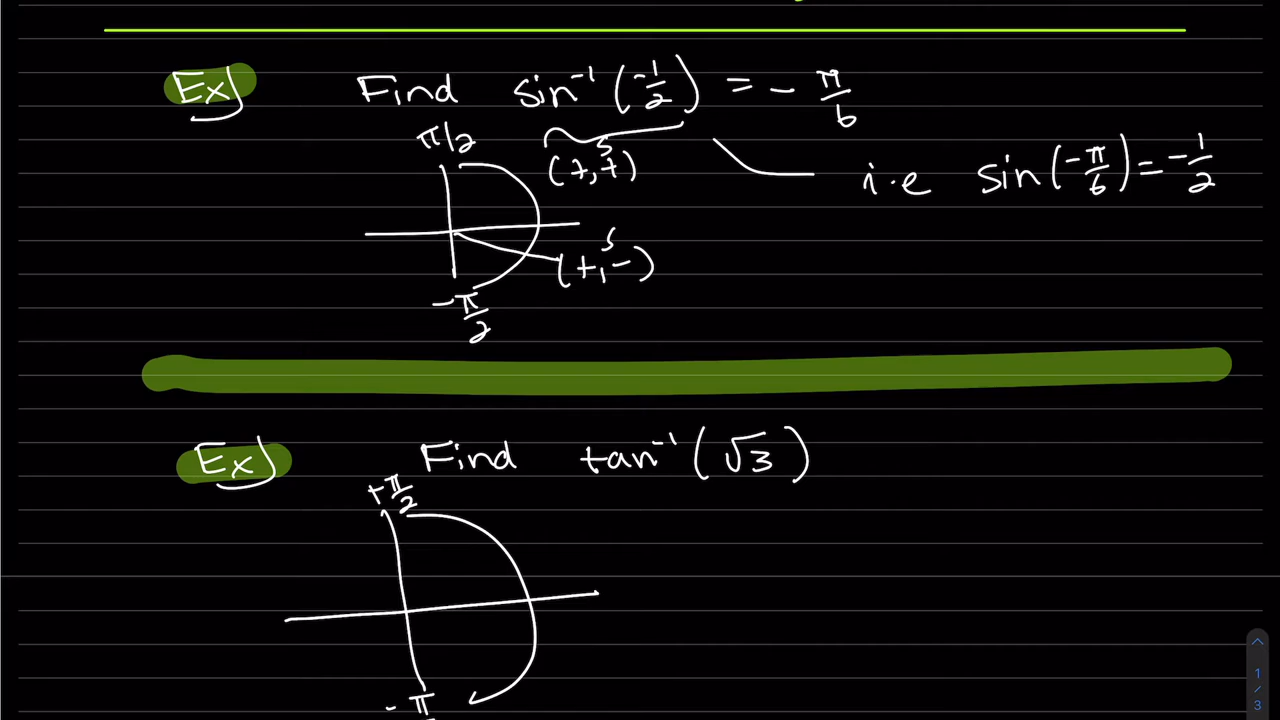 Ex) Find sin⁻¹(-1/2) = - π/6
π/2
(+,+)
s
i.e sin(-π/6) = -1/2
s
(+,-)
-π/2
Ex) Find tan⁻¹(√3)
+π/2
-π
1
/
3